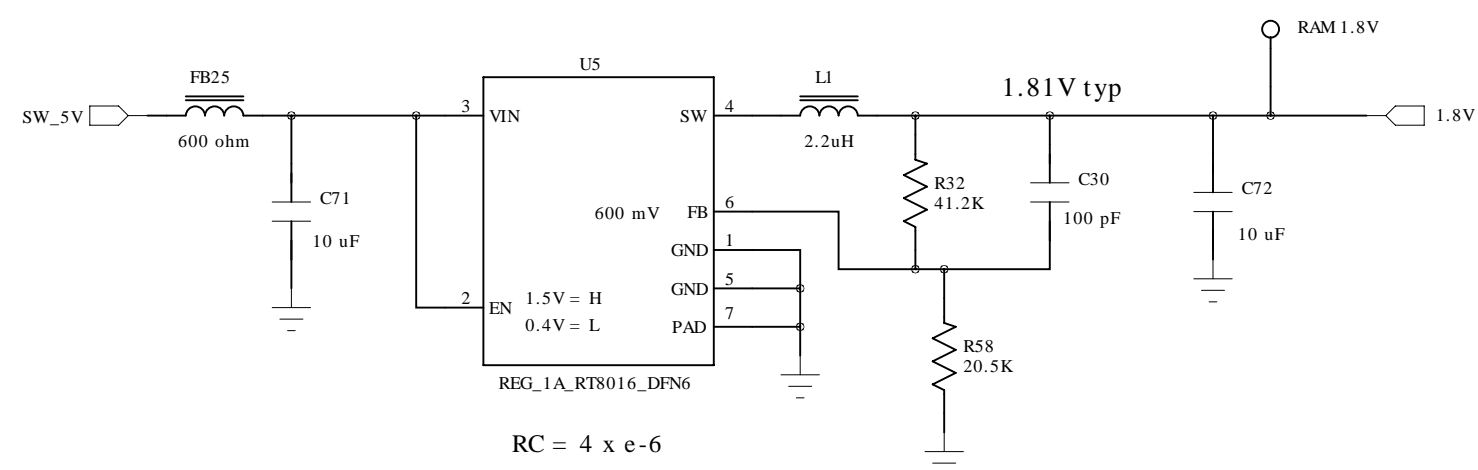 RAM 1.8V
U5
FB25
L1
1.81V typ
SW_5V
3
VIN
SW
4
1.8V
600 ohm
2.2uH
C71
10 uF
R32
41.2K
C30
100 pF
C72
10 uF
600 mV
FB
6
GND
1
GND
5
2
EN
1.5V = H
0.4V = L
PAD
7
R58
20.5K
REG_1A_RT8016_DFN6
RC = 4 x e-6